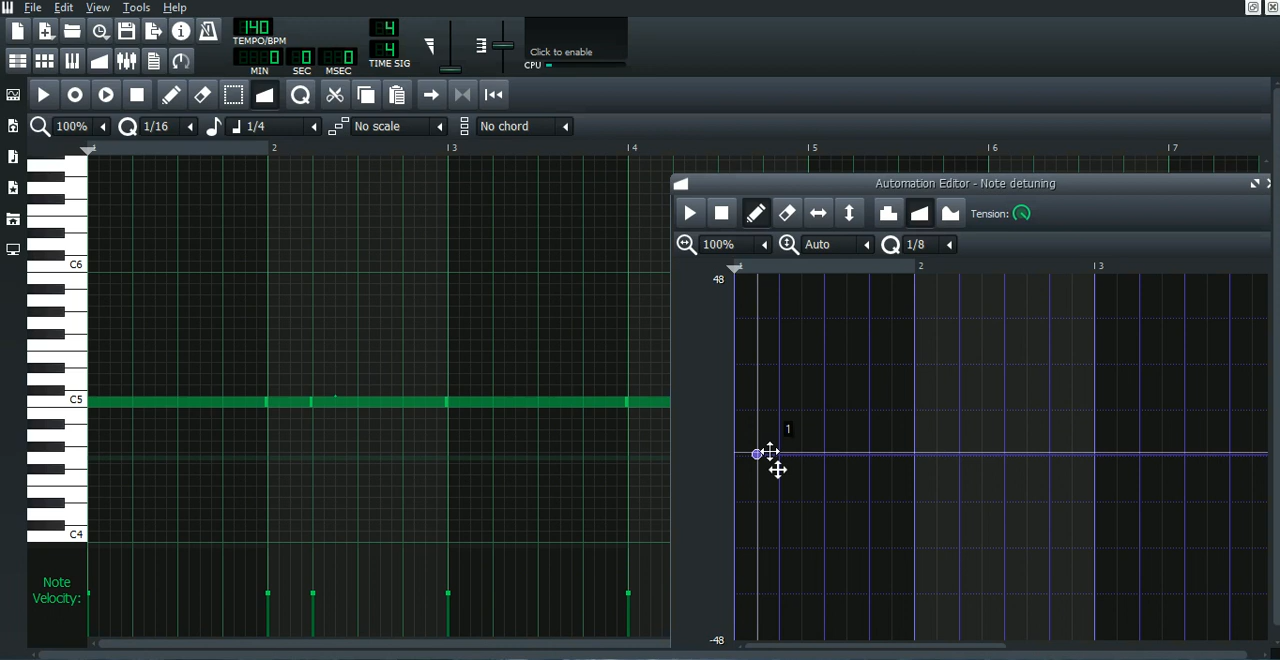 File Edit View Tools Help
140
TEMPO/BPM
4
4
TIME SIG
0 0 0
MIN SEC MSEC
Click to enable
CPU
100% 1/16 1/4 No scale No chord
1 2 3 4 5 6 7
C6
C5
C4
Note
Velocity:
Automation Editor - Note detuning
Tension:
100% Auto 1/8
1 2 3
48
1
-48